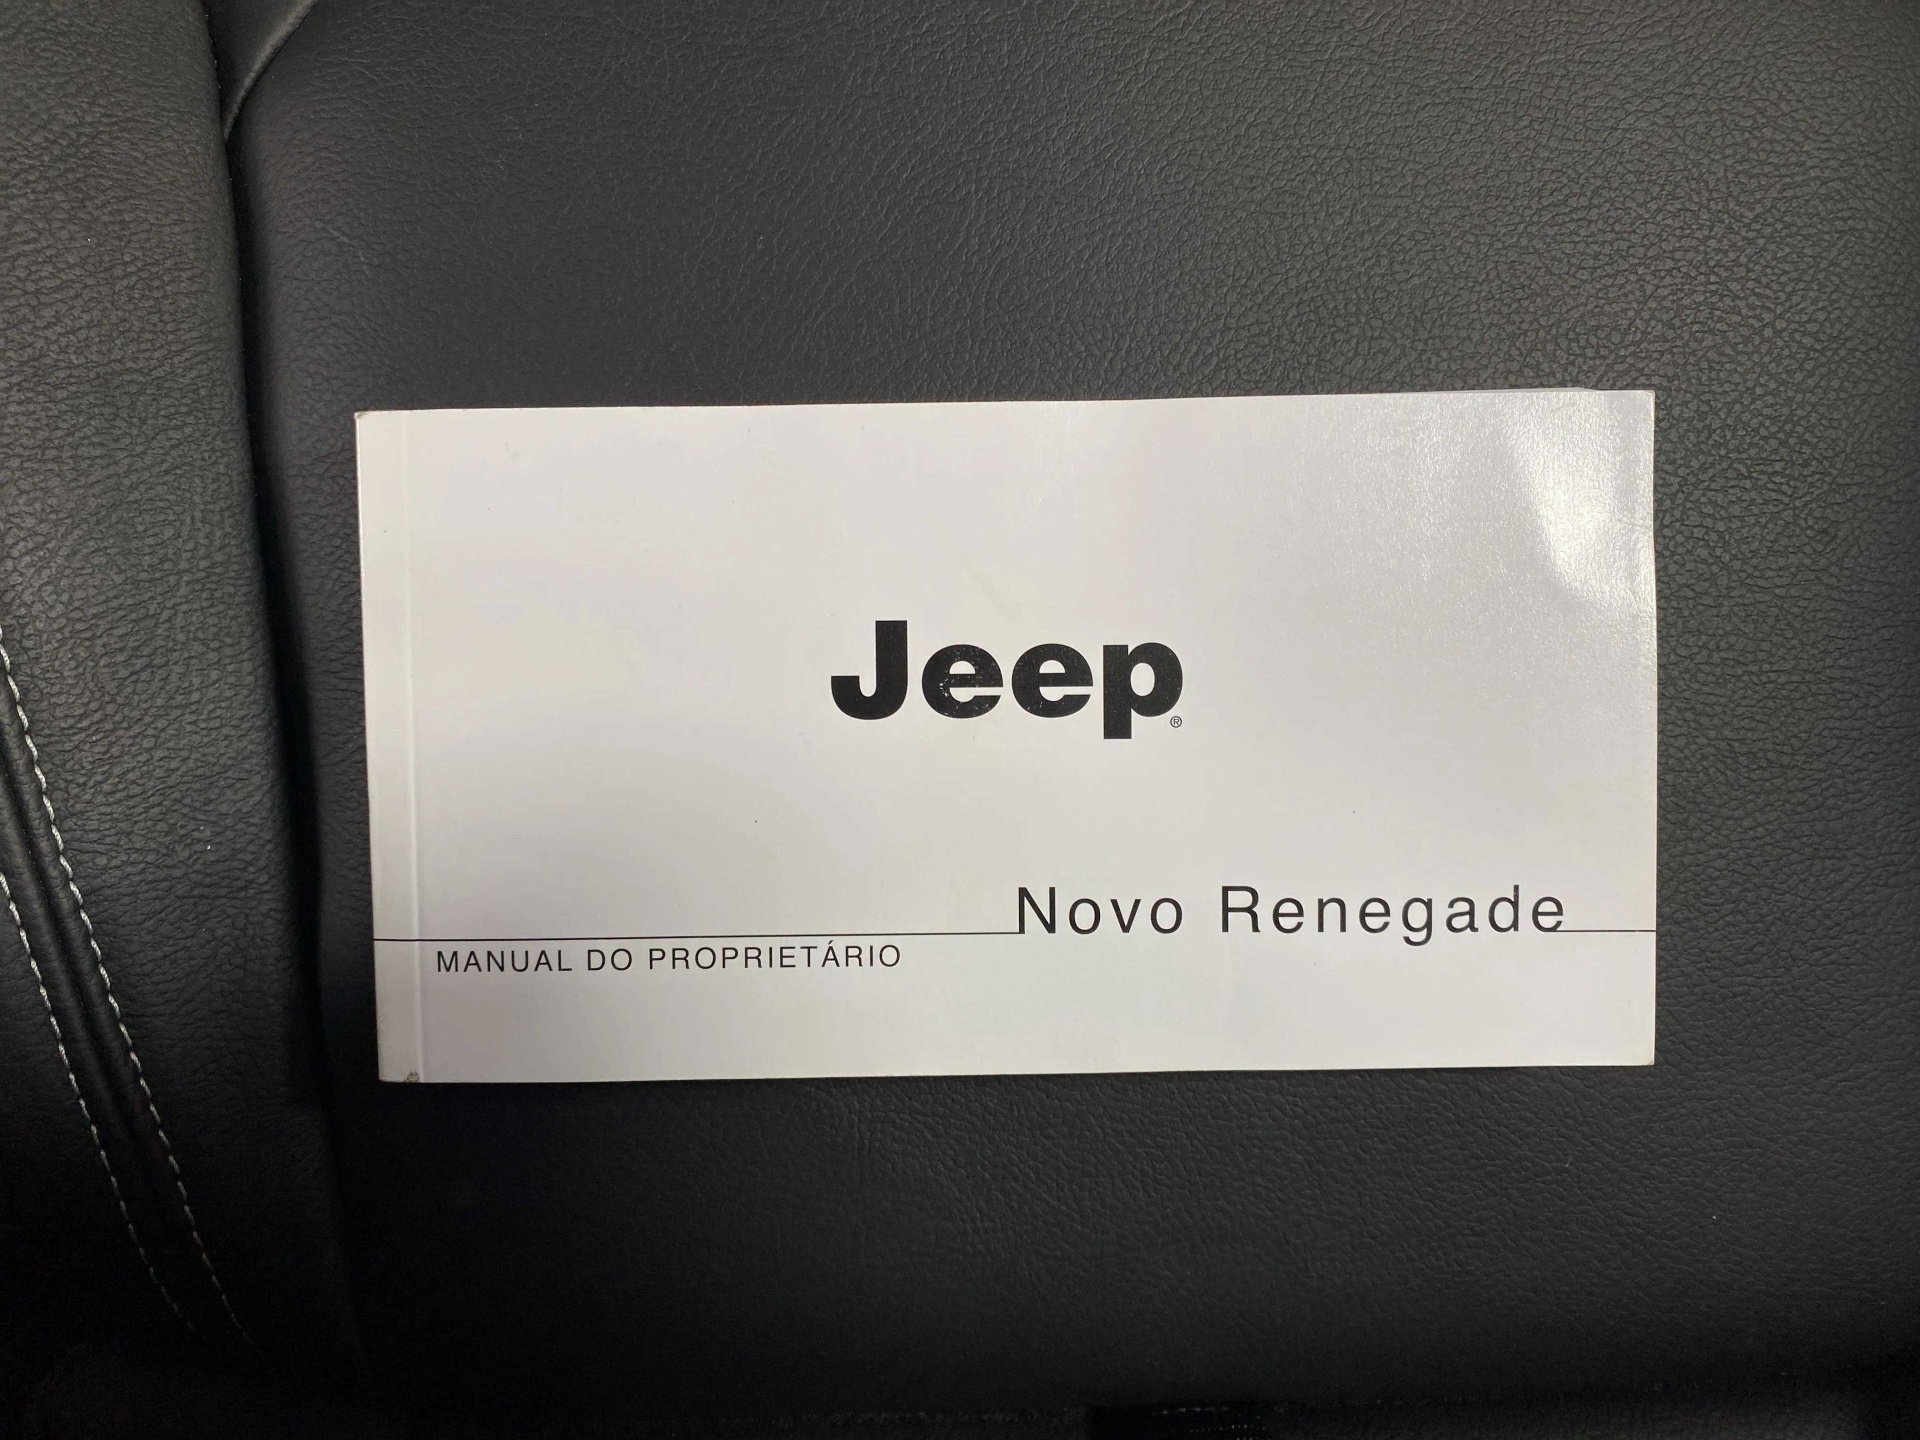 Jeep®
Novo Renegade
MANUAL DO PROPRIETÁRIO